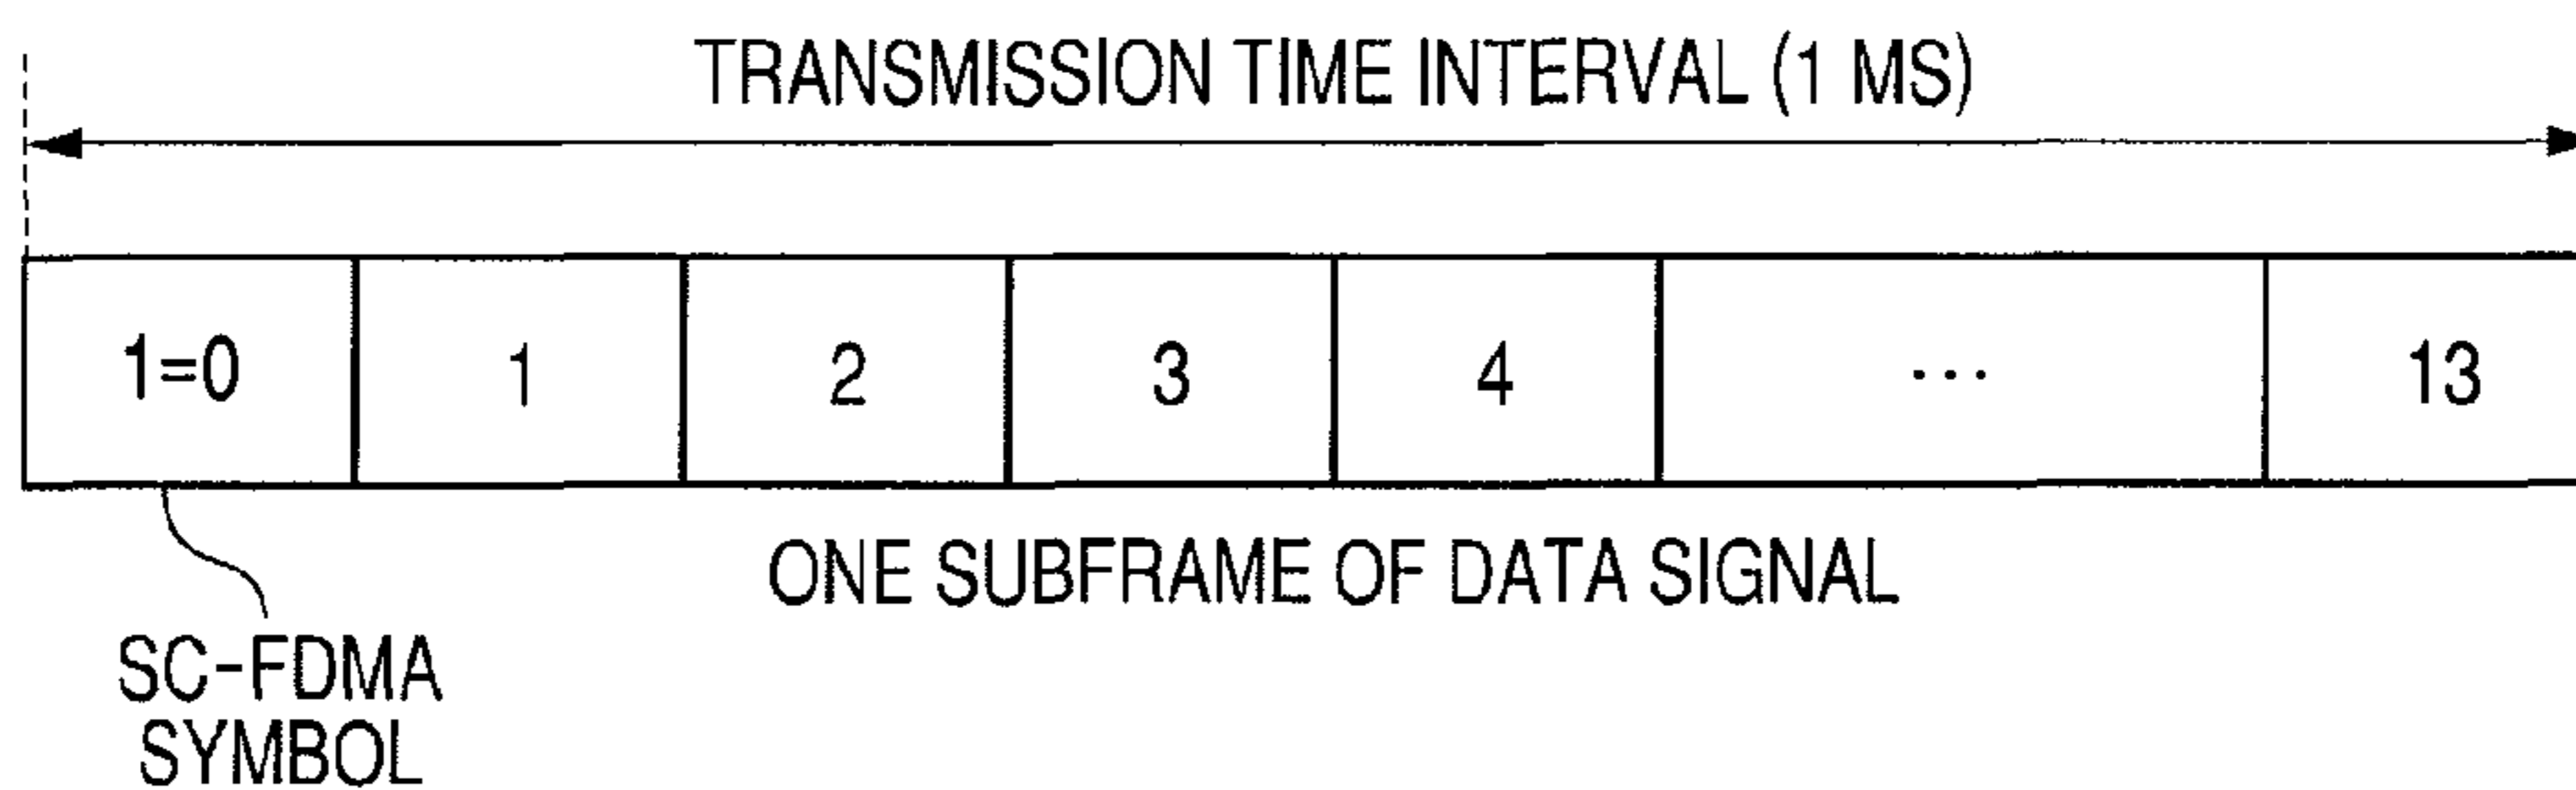 TRANSMISSION TIME INTERVAL (1 MS)
1=0 1 2 3 4 ... 13
ONE SUBFRAME OF DATA SIGNAL
SC-FDMA
SYMBOL